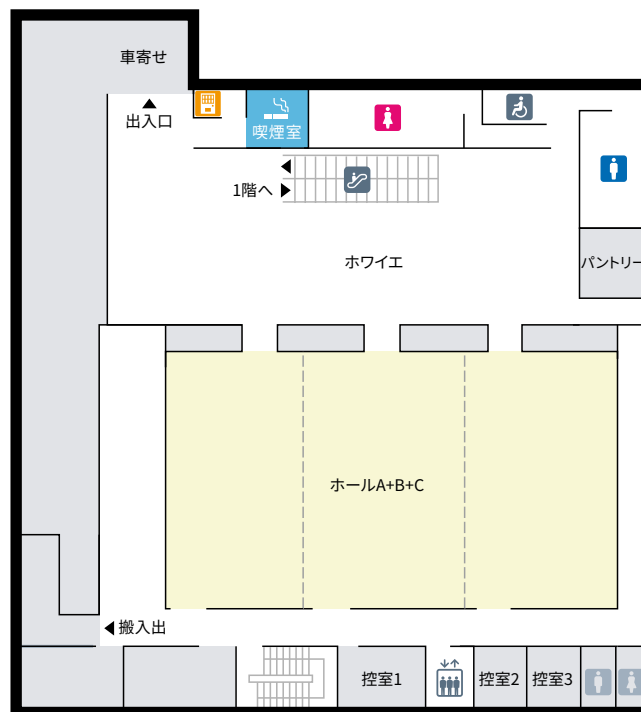 車寄せ
出入口
喫煙室
1階へ
ホワイエ
パントリー
ホールA+B+C
搬入出
控室1
控室2
控室3